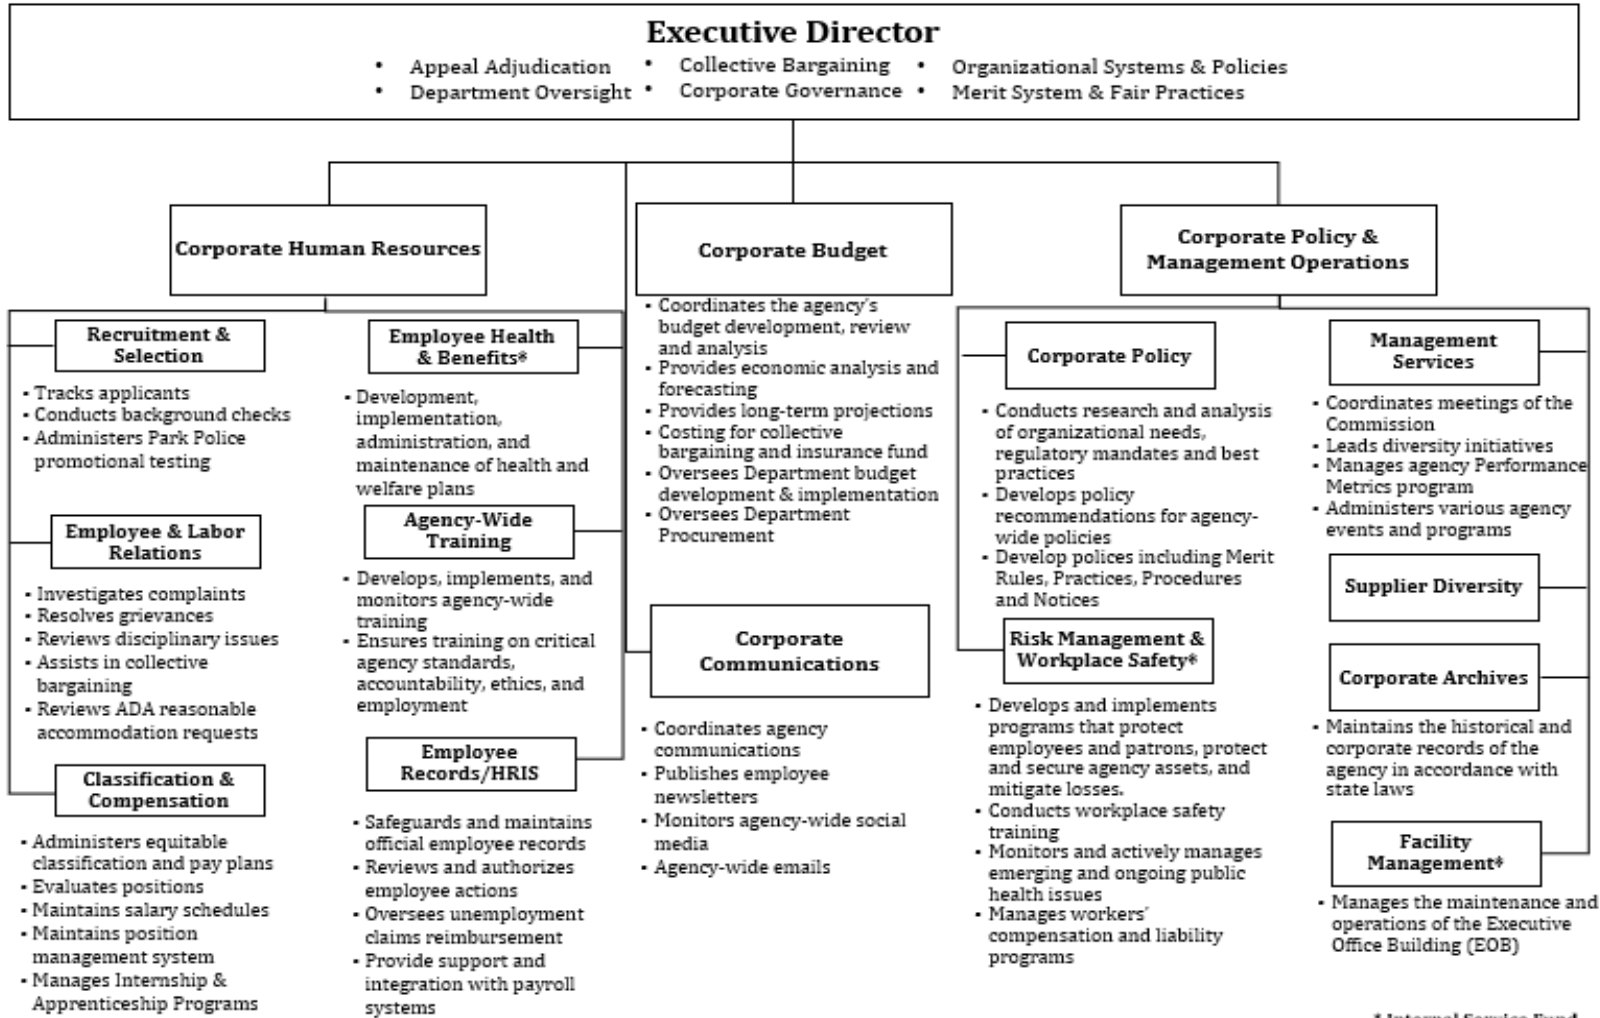 Executive Director
• Appeal Adjudication
• Department Oversight
• Collective Bargaining
• Corporate Governance
• Organizational Systems & Policies
• Merit System & Fair Practices
Corporate Human Resources
Recruitment &
Selection
▪ Tracks applicants
▪ Conducts background checks
▪ Administers Park Police
promotional testing
Employee & Labor
Relations
▪ Investigates complaints
▪ Resolves grievances
▪ Reviews disciplinary issues
▪ Assists in collective
bargaining
▪ Reviews ADA reasonable
accommodation requests
Classification &
Compensation
▪ Administers equitable
classification and pay plans
▪ Evaluates positions
▪ Maintains salary schedules
▪ Maintains position
management system
▪ Manages Internship &
Apprenticeship Programs
Employee Health
& Benefits*
▪ Development,
implementation,
administration, and
maintenance of health and
welfare plans
Agency-Wide
Training
▪ Develops, implements, and
monitors agency-wide
training
▪ Ensures training on critical
agency standards,
accountability, ethics, and
employment
Employee
Records/HRIS
▪ Safeguards and maintains
official employee records
▪ Reviews and authorizes
employee actions
▪ Oversees unemployment
claims reimbursement
▪ Provide support and
integration with payroll
systems
Corporate Budget
▪ Coordinates the agency's
budget development, review
and analysis
▪ Provides economic analysis and
forecasting
▪ Provides long-term projections
▪ Costing for collective
bargaining and insurance fund
▪ Oversees Department budget
development & implementation
▪ Oversees Department
Procurement
Corporate
Communications
▪ Coordinates agency
communications
▪ Publishes employee
newsletters
▪ Monitors agency-wide social
media
▪ Agency-wide emails
Corporate Policy &
Management Operations
Corporate Policy
▪ Conducts research and analysis
of organizational needs,
regulatory mandates and best
practices
▪ Develops policy
recommendations for agency-
wide policies
▪ Develop polices including Merit
Rules, Practices, Procedures
and Notices
Risk Management &
Workplace Safety*
▪ Develops and implements
programs that protect
employees and patrons, protect
and secure agency assets, and
mitigate losses.
▪ Conducts workplace safety
training
▪ Monitors and actively manages
emerging and ongoing public
health issues
▪ Manages workers'
compensation and liability
programs
Management
Services
▪ Coordinates meetings of the
Commission
▪ Leads diversity initiatives
▪ Manages agency Performance
Metrics program
▪ Administers various agency
events and programs
Supplier Diversity
Corporate Archives
▪ Maintains the historical and
corporate records of the
agency in accordance with
state laws
Facility
Management*
▪ Manages the maintenance and
operations of the Executive
Office Building (EOB)
* Internal Service Fund